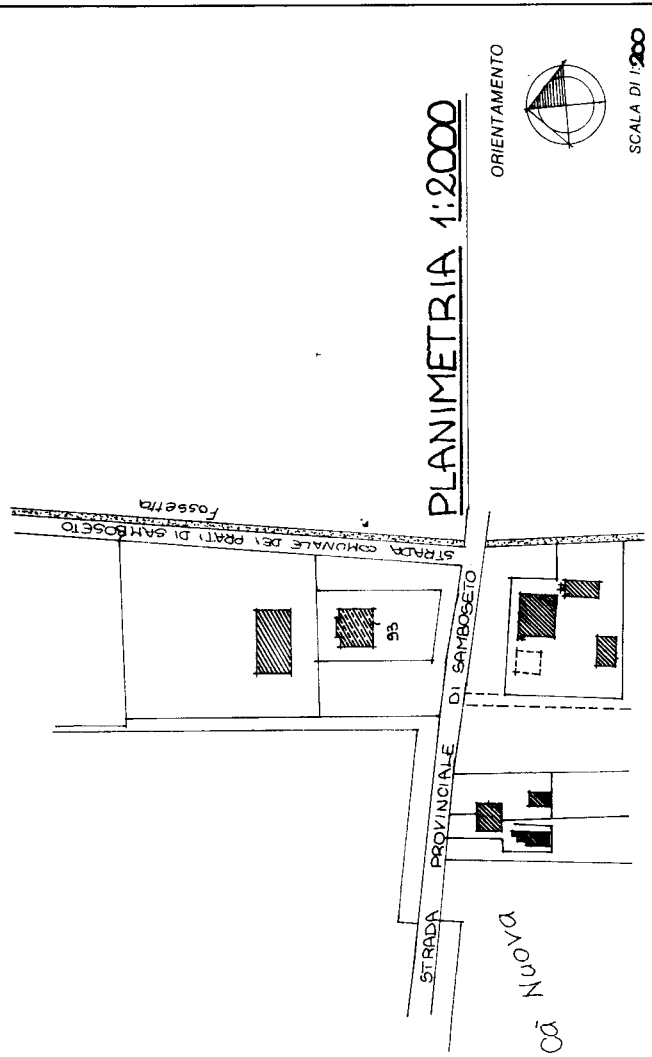 ORIENTAMENTO
SCALA DI 1:200
PLANIMETRIA 1:2000
Fossetta
STRADA COMUNALE DEI PRATI DI SAMBOSETO
93
STRADA PROVINCIALE DI SAMBOSETO
Cà Nuova